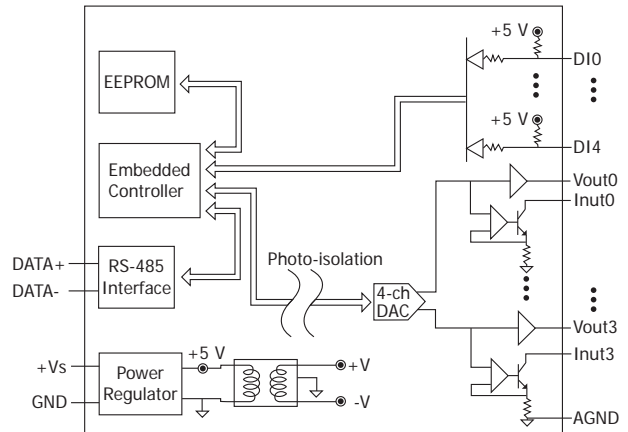 +5 V
DI0
EEPROM
+5 V
DI4
Embedded
Controller
Vout0
Inut0
DATA+
RS-485
Interface
DATA-
Photo-isolation
4-ch
DAC
Vout3
+Vs
Power
Regulator
+5 V
+V
Inut3
GND
-V
AGND